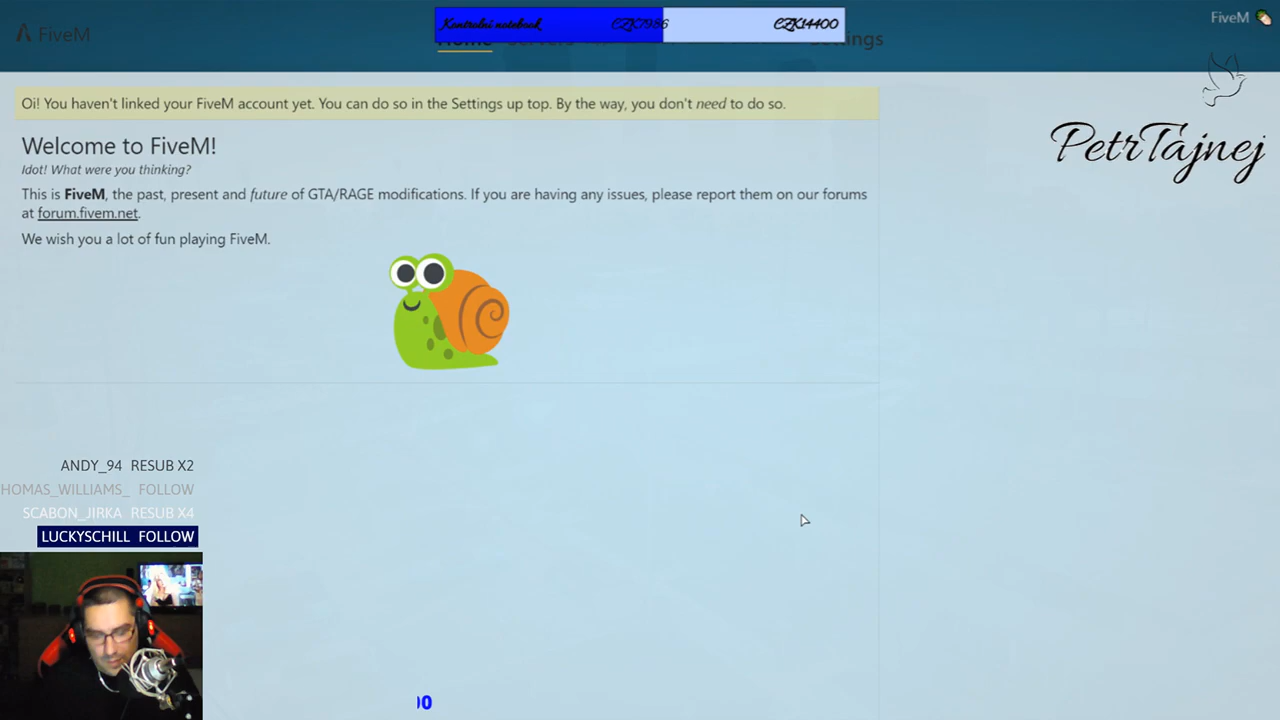 Kontrolní notebook CZK7986 CZK14400
FiveM
FiveM
Home Settings
Oi! You haven't linked your FiveM account yet. You can do so in the Settings up top. By the way, you don't need to do so.
PetrTajnej
Welcome to FiveM!
Idot! What were you thinking?
This is FiveM, the past, present and future of GTA/RAGE modifications. If you are having any issues, please report them on our forums
at forum.fivem.net.
We wish you a lot of fun playing FiveM.
ANDY_94 RESUB X2
HOMAS_WILLIAMS_ FOLLOW
SCABON_JIRKA RESUB X4
LUCKYSCHILL FOLLOW